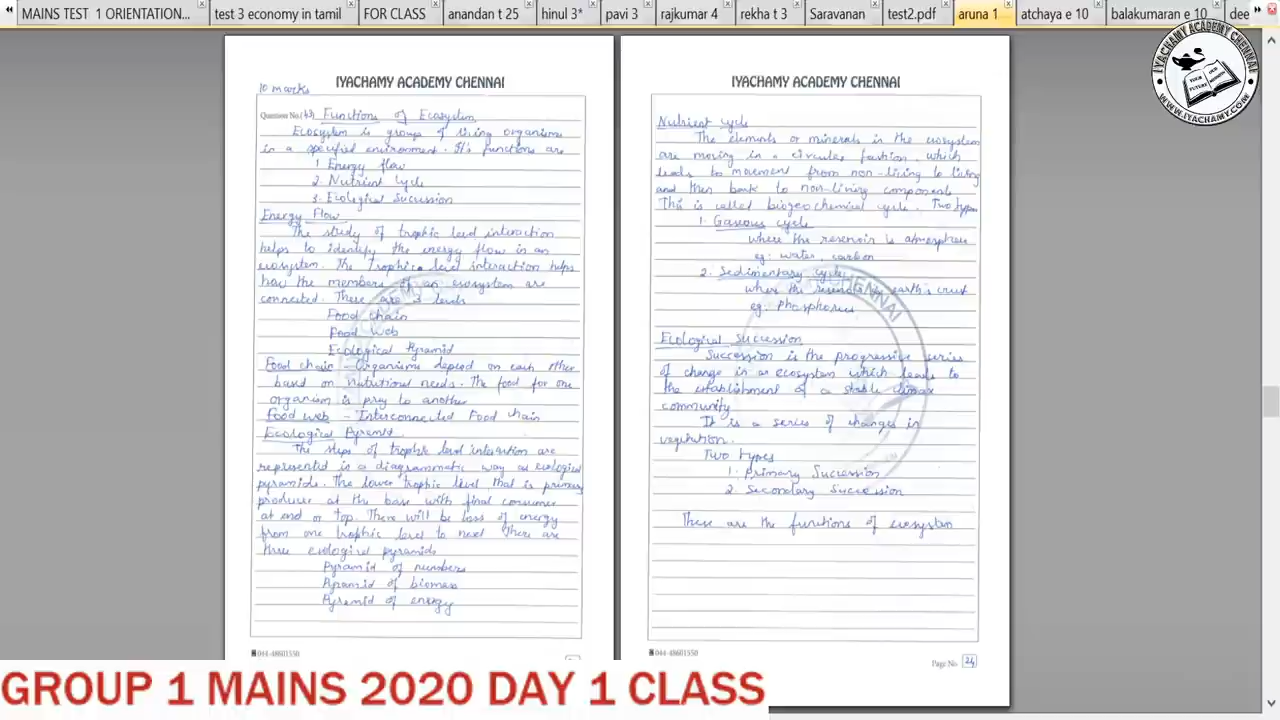 MAINS TEST 1 ORIENTATION...
test 3 economy in tamil
FOR CLASS
anandan t 25
hinul 3*
pavi 3
rajkumar 4
rekha t 3
Saravanan
test2.pdf
aruna 1
atchaya e 10
balakumaran e 10
dee
IYACHAMY ACADEMY CHENNAI
WWW.IYACHAMY.COM
IYACHAMY ACADEMY CHENNAI
10 marks
Question No. Functions of Ecosystem
Ecosystem is groups of living organisms
in a specified environment. It's functions are
1. Energy flow
2. Nutrient Cycle
3. Ecological Sucession
Energy Flow
The study of trophic level interaction
helps to identify the energy flow in an
ecosystem. The Trophic level interaction helps
how the members of an ecosystem are
connected. There are 3 levels
Food chain
Food web
Ecological Pyramid
Food chain - Organisms depend on each other
based on nutritional needs. The food for one
organism is prey to another
Food web - Interconnected Food chain
Ecological Pyramid
The steps of trophic level interaction are
represented is a diagrammatic way as ecological
pyramids. The lower trophic level that is primary
producer at the base with final consumer
at end or top. There will be loss of energy
from one trophic level to next. There are
three ecological pyramids
Pyramid of numbers
Pyramid of biomass
Pyramid of energy
044-48601550
IYACHAMY ACADEMY CHENNAI
Nutrient cycle
The elements or minerals in the ecosystem
are moving in a circular fashion, which
leads to movement from non-living to living
and then back to non-living components
This is called biogeochemical cycle. Two types
1. Gaseous cycle
where the reservoir is atmosphere
eg: water, carbon
2. Sedimentary cycle
where the reservoir is earth's crust
eg: Phosphorus
Ecological Sucession
Succession is the progressive series
of change in an ecosystem which leads to
the establishment of a stable climax
community
It is a series of changes in
vegetation.
Two types
1. Primary Succession
2. Secondary Succession
These are the functions of ecosystem
044-48601550
Page No. 24
GROUP 1 MAINS 2020 DAY 1 CLASS